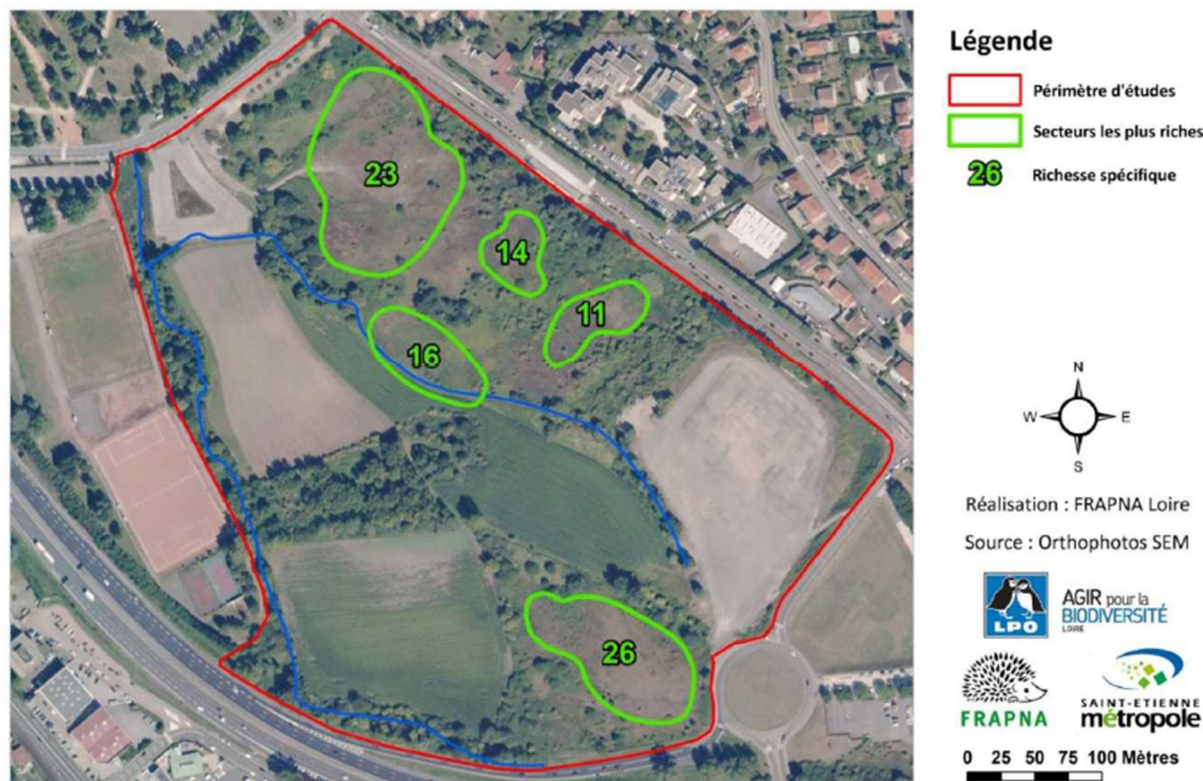 Légende
Périmètre d'études
Secteurs les plus riches
26 Richesse spécifique
23
14
11
16
26
N
W E
S
Réalisation : FRAPNA Loire
Source : Orthophotos SEM
LPO
AGIR pour la
BIODIVERSITÉ
LOIRE
FRAPNA
SAINT-ETIENNE
métropole
0 25 50 75 100 Mètres